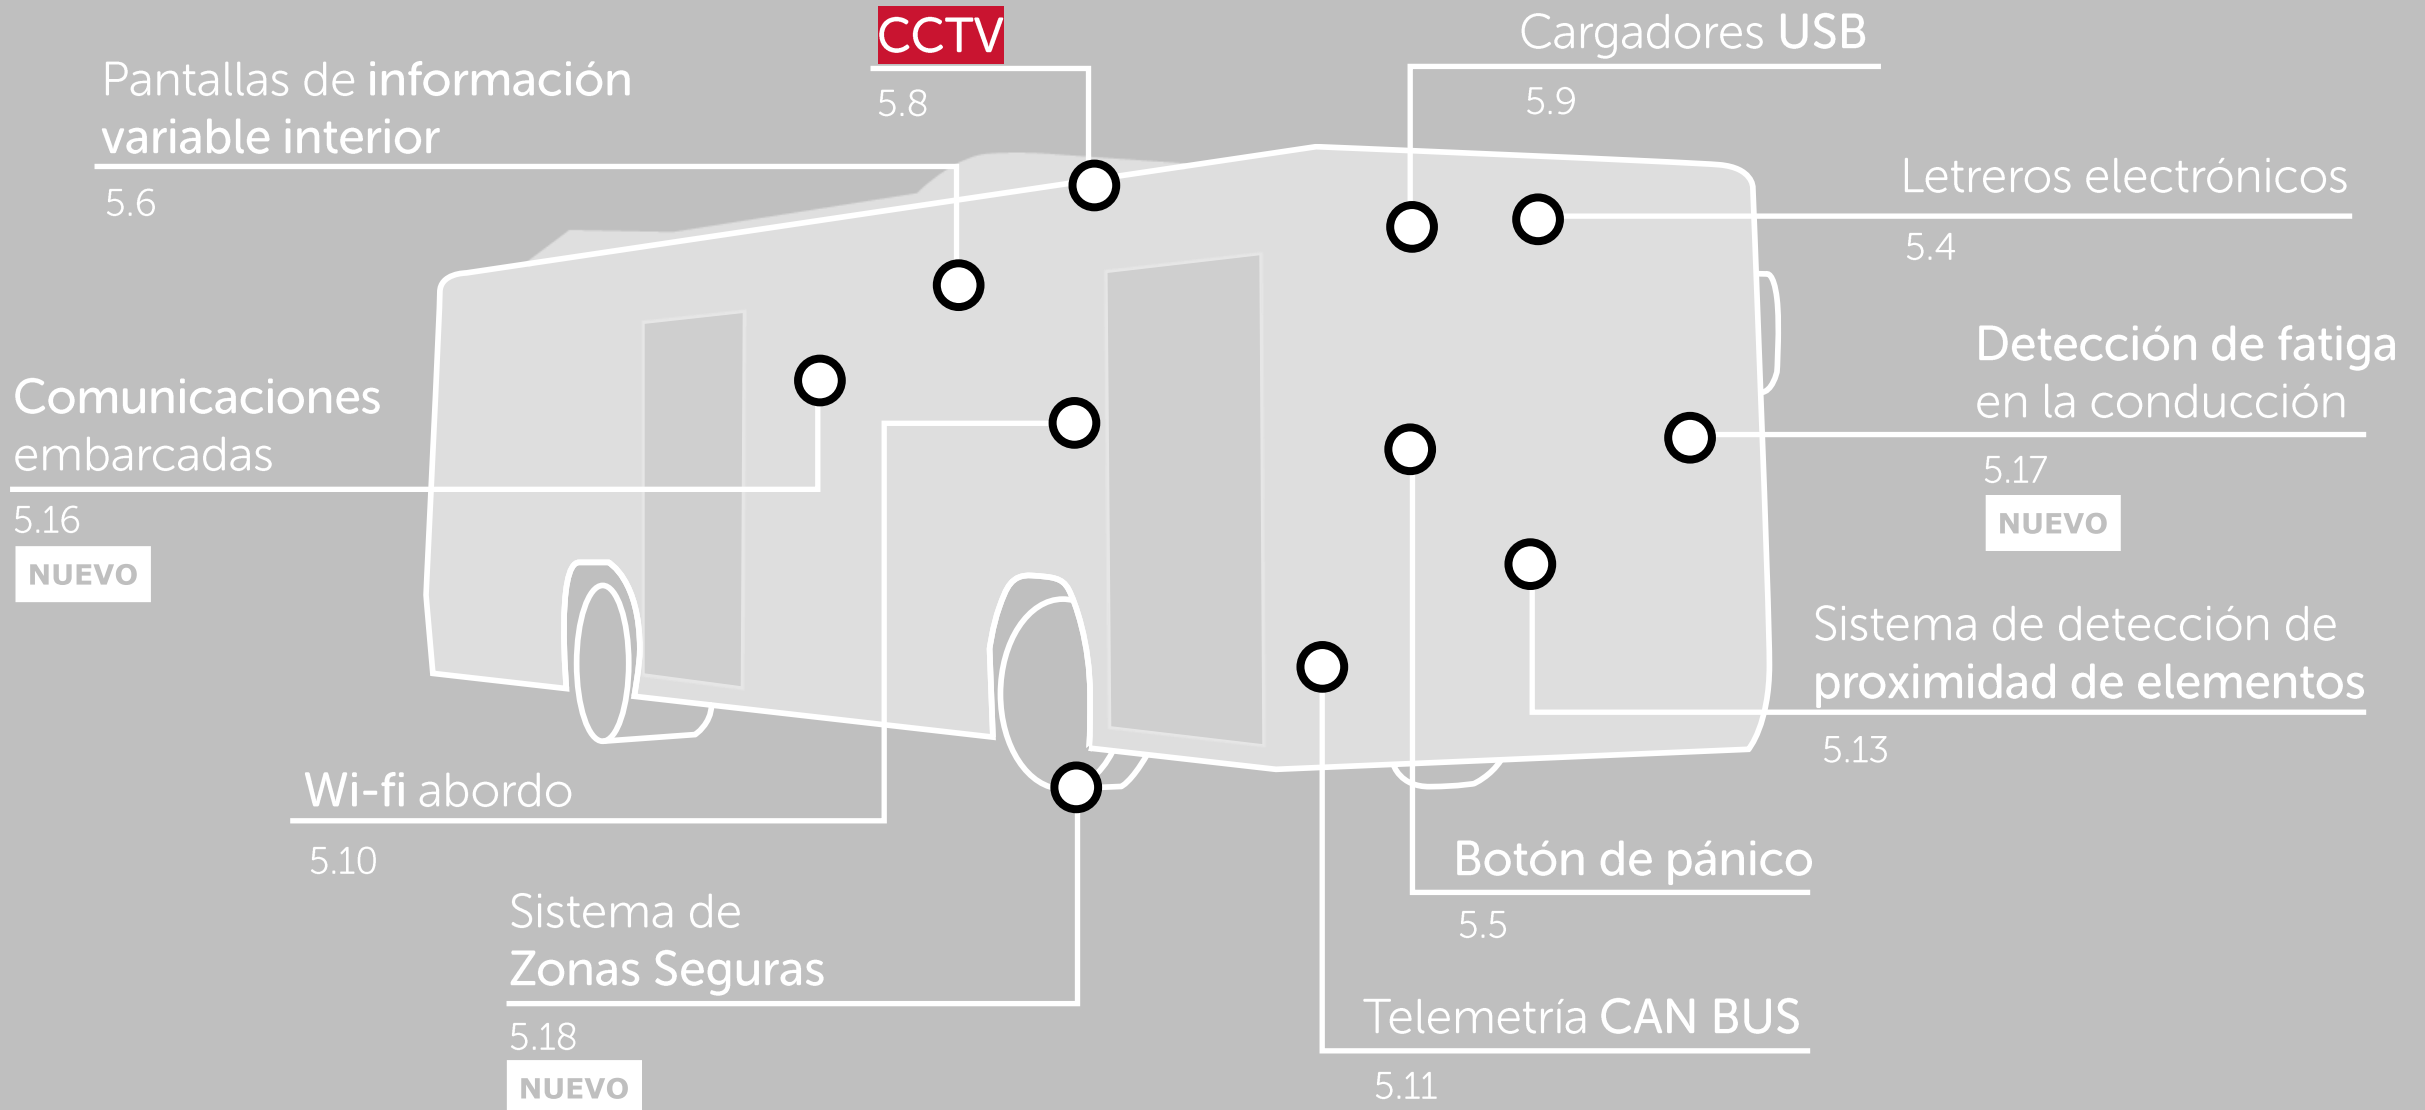 CCTV
5.8
Cargadores USB
5.9
Pantallas de información
variable interior
5.6
Letreros electrónicos
5.4
Detección de fatiga
en la conducción
5.17
NUEVO
Comunicaciones
embarcadas
5.16
NUEVO
Sistema de detección de
proximidad de elementos
5.13
Wi-fi abordo
5.10
Botón de pánico
5.5
Sistema de
Zonas Seguras
5.18
NUEVO
Telemetría CAN BUS
5.11